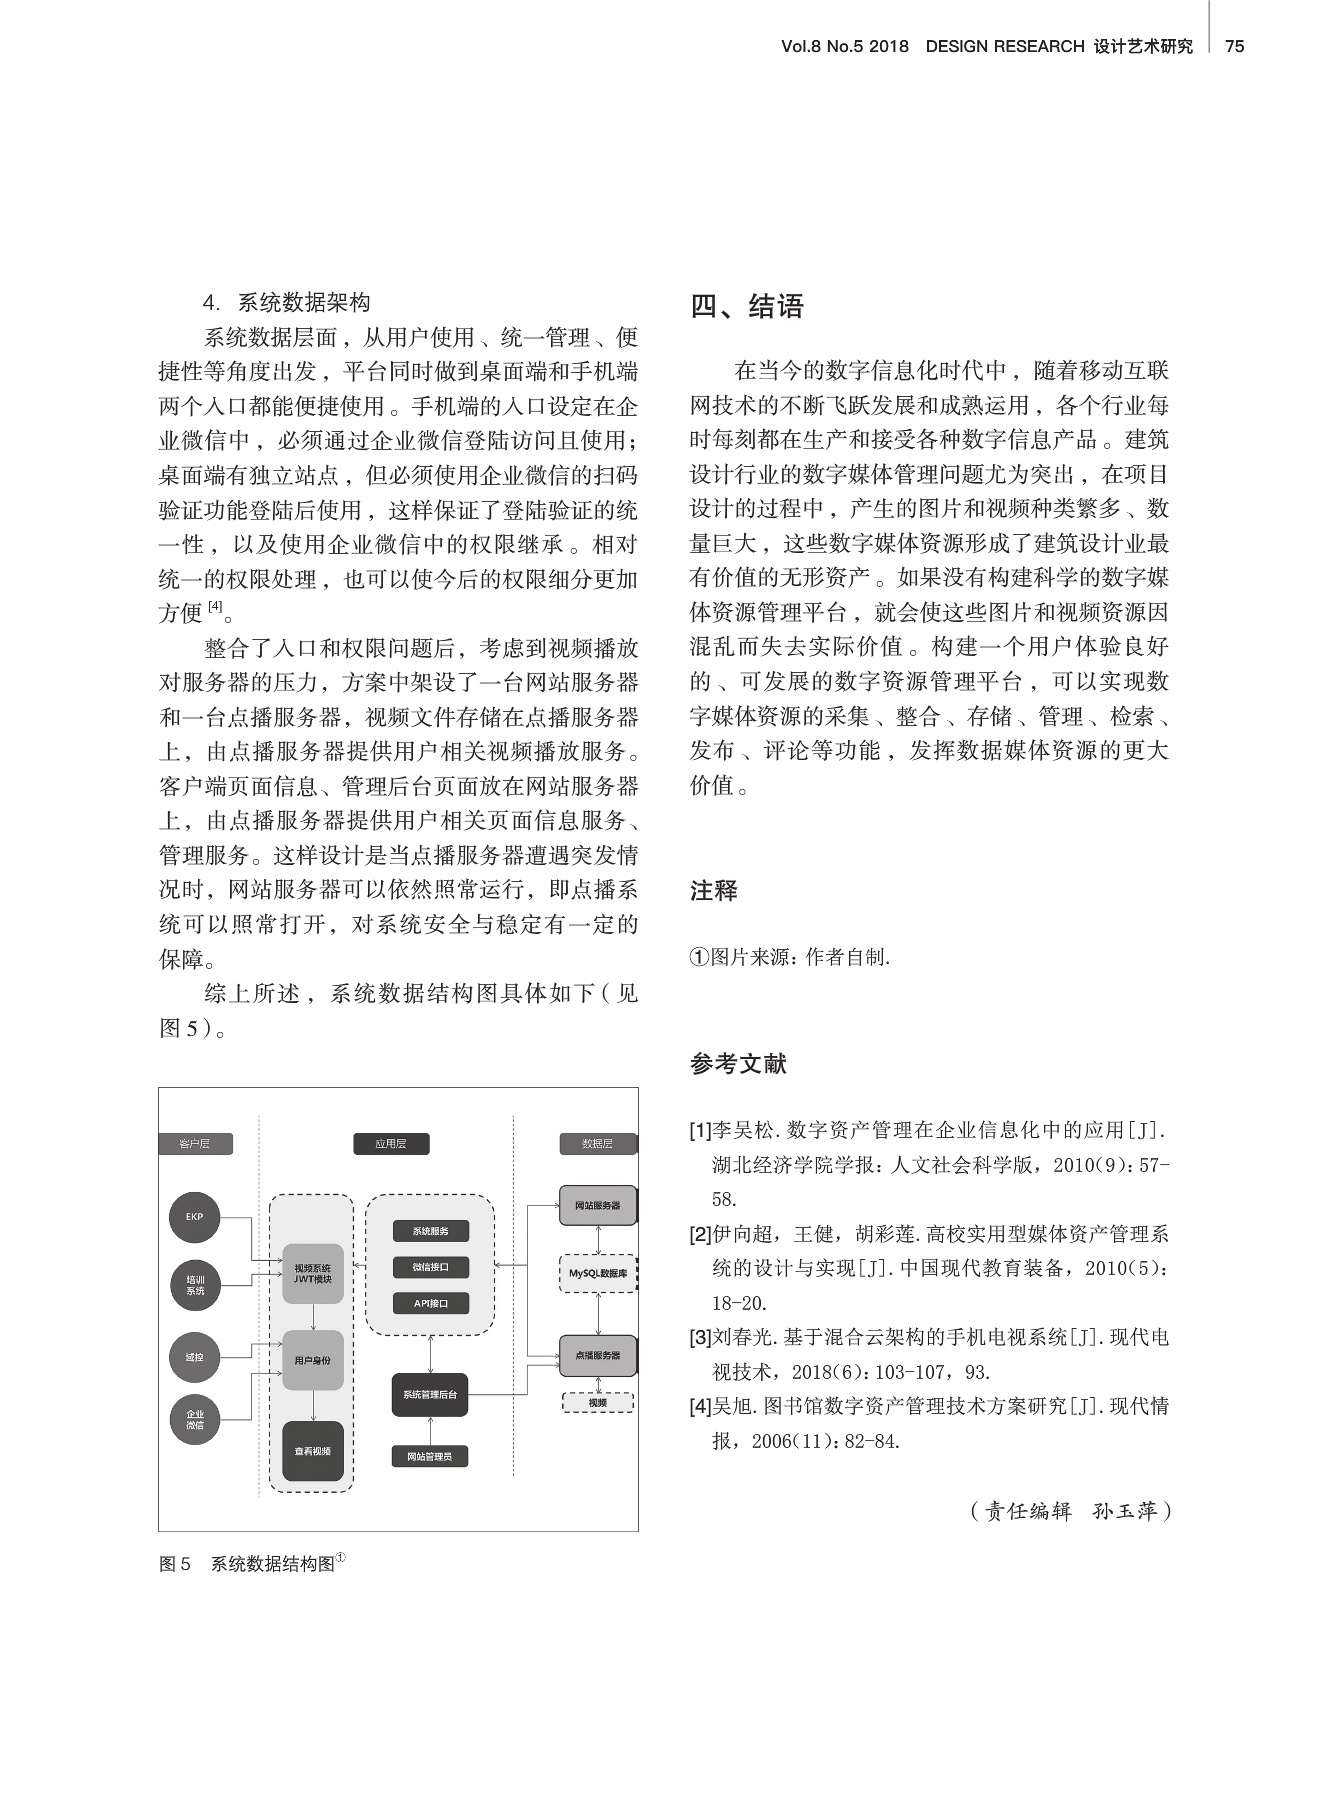 Vol.8 No.5 2018 DESIGN RESEARCH 设计艺术研究 75
4. 系统数据架构
系统数据层面，从用户使用、统一管理、便
捷性等角度出发，平台同时做到桌面端和手机端
两个入口都能便捷使用。手机端的入口设定在企
业微信中，必须通过企业微信登陆访问且使用；
桌面端有独立站点，但必须使用企业微信的扫码
验证功能登陆后使用，这样保证了登陆验证的统
一性，以及使用企业微信中的权限继承。相对
统一的权限处理，也可以使今后的权限细分更加
方便[4]。
整合了入口和权限问题后，考虑到视频播放
对服务器的压力，方案中架设了一台网站服务器
和一台点播服务器，视频文件存储在点播服务器
上，由点播服务器提供用户相关视频播放服务。
客户端页面信息、管理后台页面放在网站服务器
上，由点播服务器提供用户相关页面信息服务、
管理服务。这样设计是当点播服务器遭遇突发情
况时，网站服务器可以依然照常运行，即点播系
统可以照常打开，对系统安全与稳定有一定的
保障。
综上所述，系统数据结构图具体如下（见
图 5）。
客户层
应用层
数据层
EKP
培训
系统
域控
企业
微信
视频系统
JWT模块
用户身份
查看视频
系统服务
微信接口
API接口
系统管理后台
网站管理员
网站服务器
MySQL数据库
点播服务器
视频
图 5 系统数据结构图①
四、结语
在当今的数字信息化时代中，随着移动互联
网技术的不断飞跃发展和成熟运用，各个行业每
时每刻都在生产和接受各种数字信息产品。建筑
设计行业的数字媒体管理问题尤为突出，在项目
设计的过程中，产生的图片和视频种类繁多、数
量巨大，这些数字媒体资源形成了建筑设计业最
有价值的无形资产。如果没有构建科学的数字媒
体资源管理平台，就会使这些图片和视频资源因
混乱而失去实际价值。构建一个用户体验良好
的、可发展的数字资源管理平台，可以实现数
字媒体资源的采集、整合、存储、管理、检索、
发布、评论等功能，发挥数据媒体资源的更大
价值。
注释
①图片来源：作者自制.
参考文献
[1]李吴松. 数字资产管理在企业信息化中的应用[J].
湖北经济学院学报：人文社会科学版，2010(9)：57-
58.
[2]伊向超，王健，胡彩莲. 高校实用型媒体资产管理系
统的设计与实现[J]. 中国现代教育装备，2010(5)：
18-20.
[3]刘春光. 基于混合云架构的手机电视系统[J]. 现代电
视技术，2018(6)：103-107，93.
[4]吴旭. 图书馆数字资产管理技术方案研究[J]. 现代情
报，2006(11)：82-84.
（责任编辑 孙玉萍）